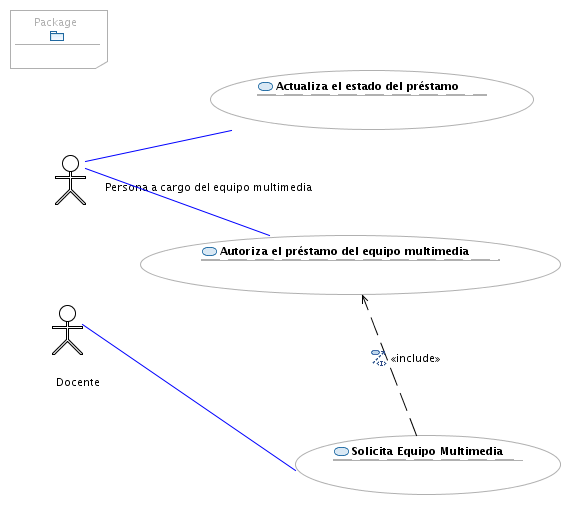 Package
Actualiza el estado del préstamo
Persona a cargo del equipo multimedia
Autoriza el préstamo del equipo multimedia
«include»
Docente
Solicita Equipo Multimedia